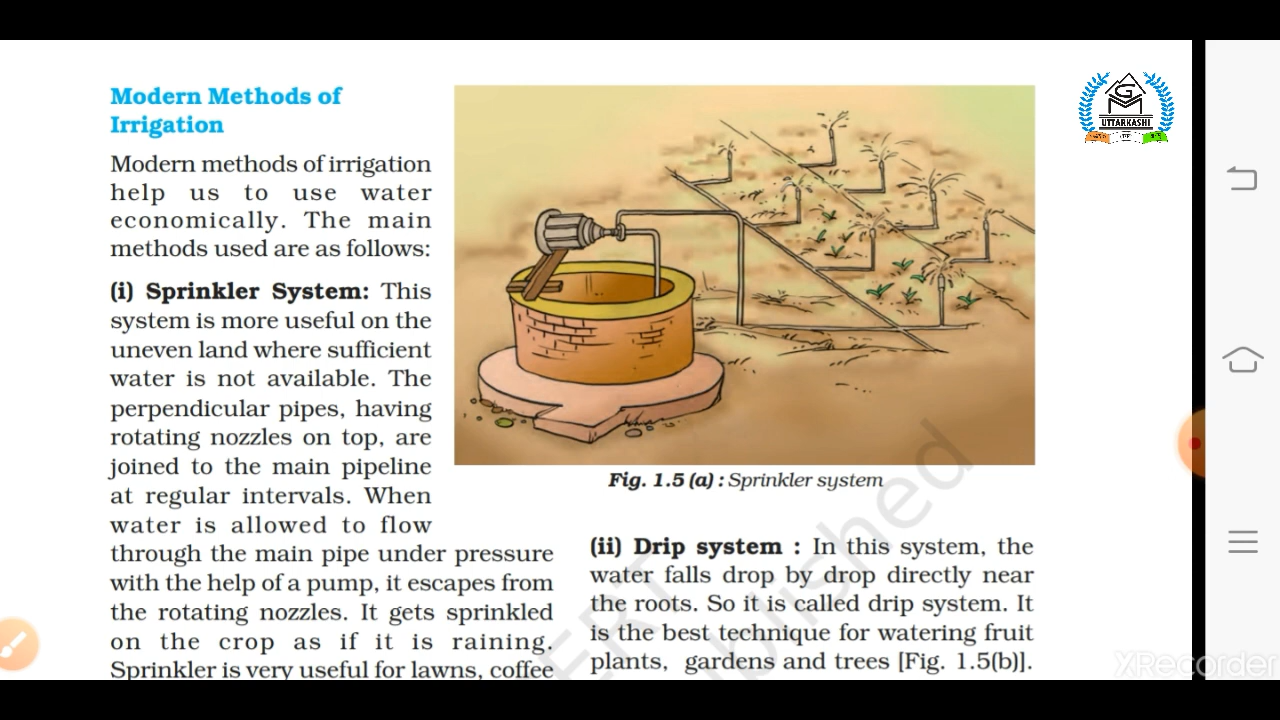 Modern Methods of
Irrigation
Modern methods of irrigation
help us to use water
economically. The main
methods used are as follows:
(i) Sprinkler System: This
system is more useful on the
uneven land where sufficient
water is not available. The
perpendicular pipes, having
rotating nozzles on top, are
joined to the main pipeline
at regular intervals. When
water is allowed to flow
through the main pipe under pressure
with the help of a pump, it escapes from
the rotating nozzles. It gets sprinkled
on the crop as if it is raining.
Sprinkler is very useful for lawns, coffee
Fig. 1.5 (a) : Sprinkler system
(ii) Drip system : In this system, the
water falls drop by drop directly near
the roots. So it is called drip system. It
is the best technique for watering fruit
plants, gardens and trees [Fig. 1.5(b)].
G
UTTARKASHI
XRecorder